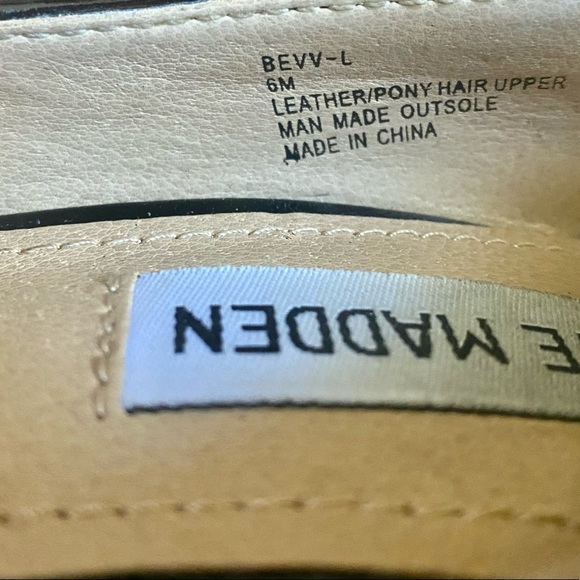 BEVV-L
6M
LEATHER/PONY HAIR UPPER
MAN MADE OUTSOLE
MADE IN CHINA
MADDEN